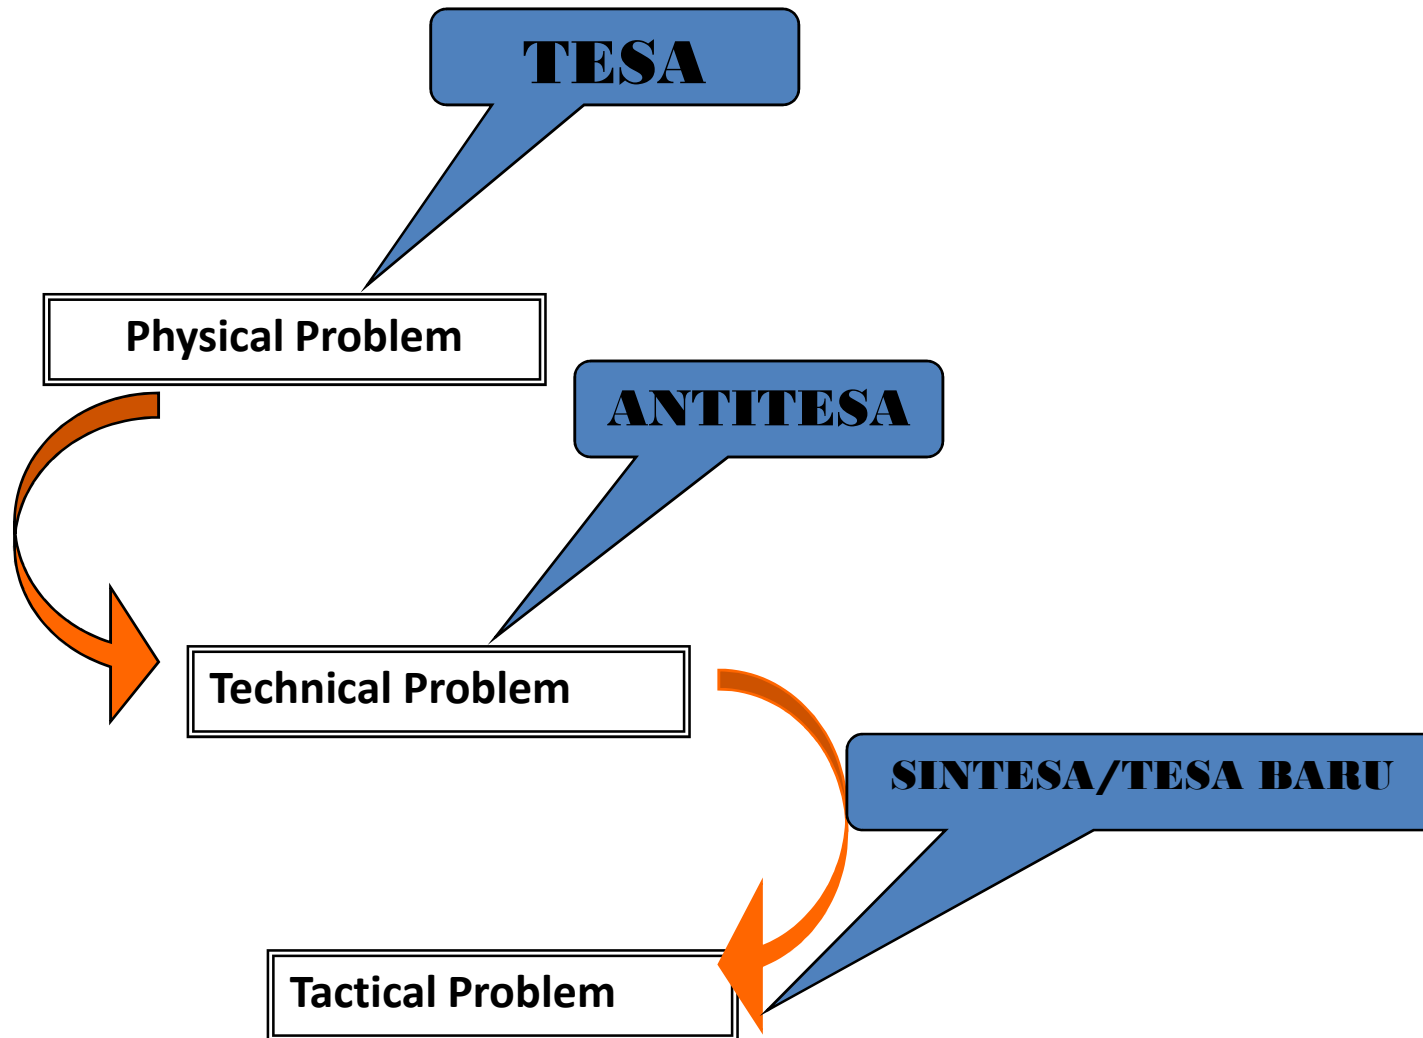 TESA
Physical Problem
ANTITESA
Technical Problem
SINTESA/TESA BARU
Tactical Problem